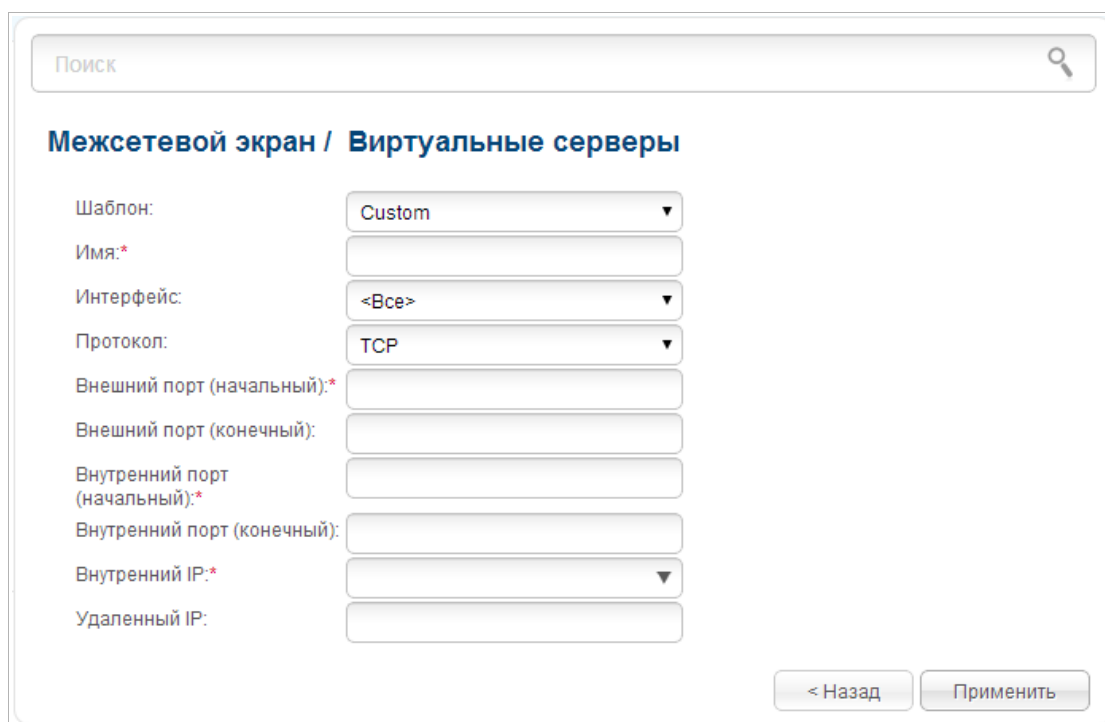 Поиск
Межсетевой экран / Виртуальные серверы
Шаблон:
Custom
Имя:*
Интерфейс:
<Все>
Протокол:
TCP
Внешний порт (начальный):*
Внешний порт (конечный):
Внутренний порт
(начальный):*
Внутренний порт (конечный):
Внутренний IP:*
Удаленный IP:
< Назад
Применить